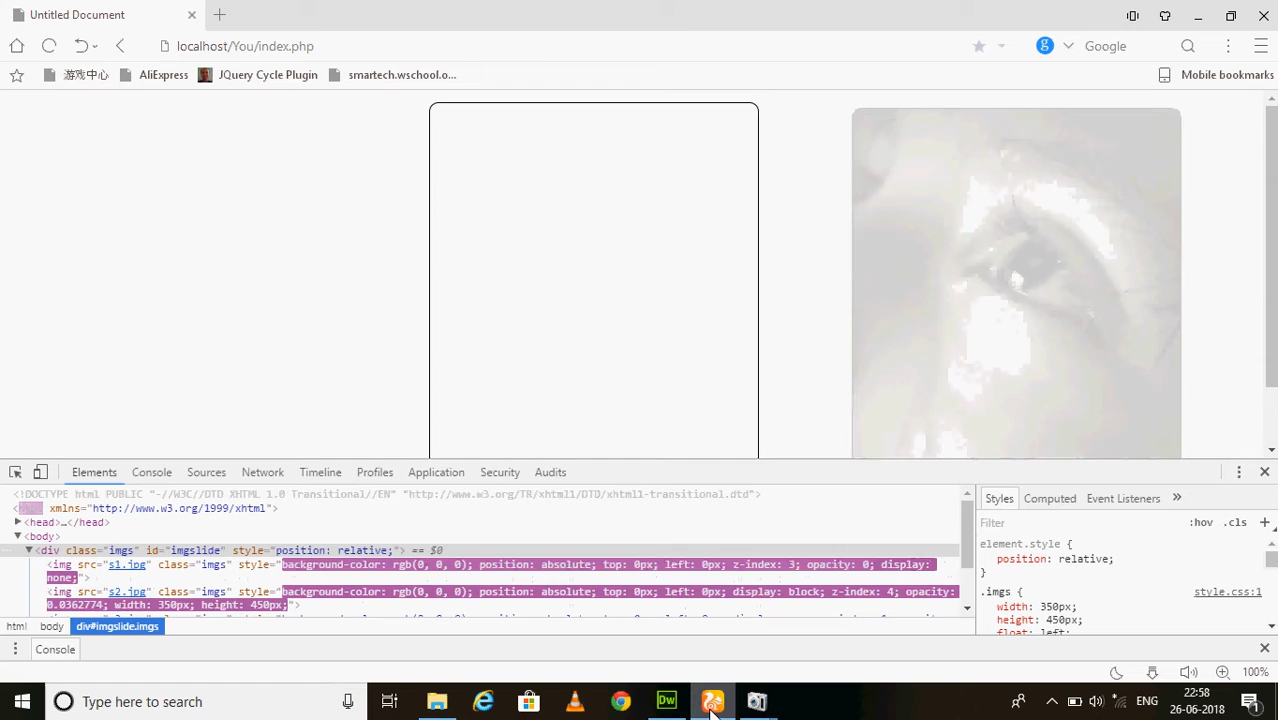 Untitled Document
localhost/You/index.php
Google
游戏中心 AliExpress JQuery Cycle Plugin smartech.wschool.o... Mobile bookmarks
Elements Console Sources Network Timeline Profiles Application Security Audits
<!DOCTYPE html PUBLIC "-//W3C//DTD XHTML 1.0 Transitional//EN" "http://www.w3.org/TR/xhtml1/DTD/xhtml1-transitional.dtd">
xmlns="http://www.w3.org/1999/xhtml">
<head>…</head>
<body>
<div class="imgs" id="imgslide" style="position: relative;"> == $0
<img src="s1.jpg" class="imgs" style="background-color: rgb(0, 0, 0); position: absolute; top: 0px; left: 0px; z-index: 3; opacity: 0; display:
none;">
<img src="s2.jpg" class="imgs" style="background-color: rgb(0, 0, 0); position: absolute; top: 0px; left: 0px; display: block; z-index: 4; opacity:
0.0362774; width: 350px; height: 450px;">
html body div#imgslide.imgs
Styles Computed Event Listeners »
Filter :hov .cls +
element.style {
position: relative;
}
.imgs { style.css:1
width: 350px;
height: 450px;
float: left;
Console
100%
Type here to search
Dw
ENG
22:58
26-06-2018
1